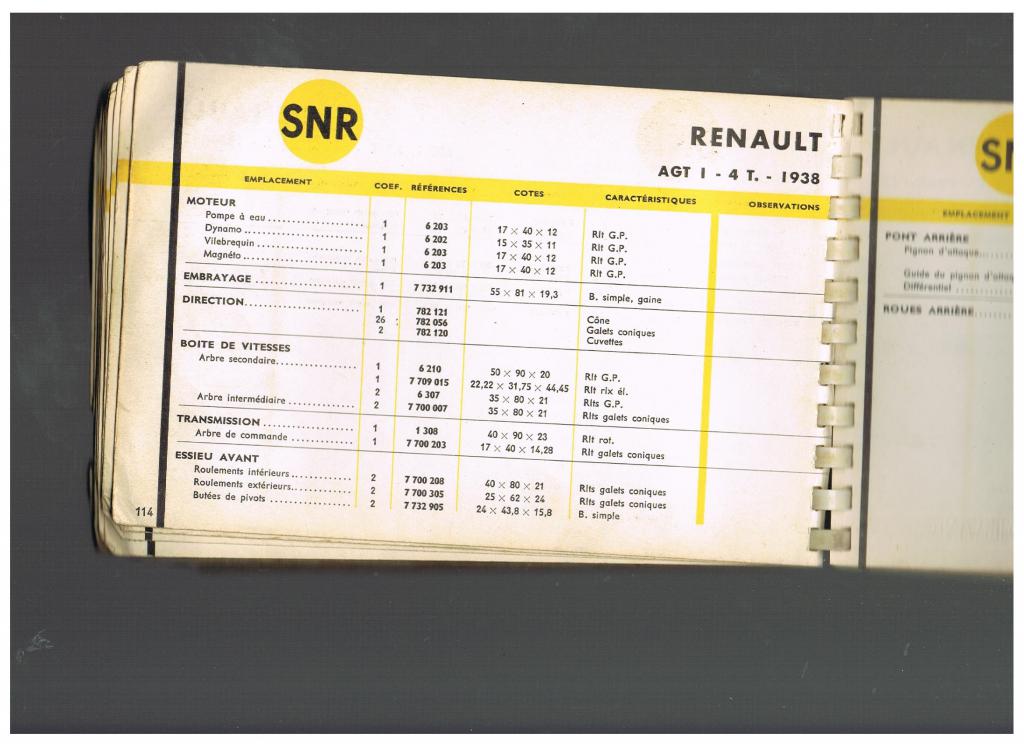 SNR
RENAULT
AGT 1 - 4 T. - 1938
EMPLACEMENT COEF. RÉFÉRENCES COTES CARACTÉRISTIQUES OBSERVATIONS
MOTEUR
Pompe à eau 1 6 203 17 × 40 × 12 Rlt G.P.
Dynamo 1 6 202 15 × 35 × 11 Rlt G.P.
Vilebrequin 1 6 203 17 × 40 × 12 Rlt G.P.
Magnéto 1 6 203 17 × 40 × 12 Rlt G.P.
EMBRAYAGE 1 7 732 911 55 × 81 × 19,3 B. simple, gaine
DIRECTION 1 782 121 Cône
26 782 056 Galets coniques
2 782 120 Cuvettes
BOITE DE VITESSES
Arbre secondaire 1 6 210 50 × 90 × 20 Rlt G.P.
1 7 709 015 22,22 × 31,75 × 44,45 Rlt rlx él.
Arbre intermédiaire 2 6 307 35 × 80 × 21 Rlts G.P.
2 7 700 007 35 × 80 × 21 Rlts galets coniques
TRANSMISSION 1 1 308 40 × 90 × 23 Rlt rot.
Arbre de commande 1 7 700 203 17 × 40 × 14,28 Rlt galets coniques
ESSIEU AVANT
Roulements intérieurs 2 7 700 208 40 × 80 × 21 Rlts galets coniques
Roulements extérieurs 2 7 700 305 25 × 62 × 24 Rlts galets coniques
Butées de pivots 2 7 732 905 24 × 43,8 × 15,8 B. simple
114
EMPLACEMENT
PONT ARRIÈRE
Pignon d'attaque
Guide du pignon d'attaq
Différentiel
ROUES ARRIÈRE